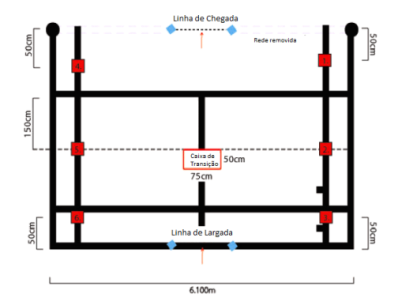 Linha de Chegada
Rede removida
50cm
50cm
150cm
Caixa de
Transição
50cm
75cm
50cm
Linha de Largada
50cm
6.100m